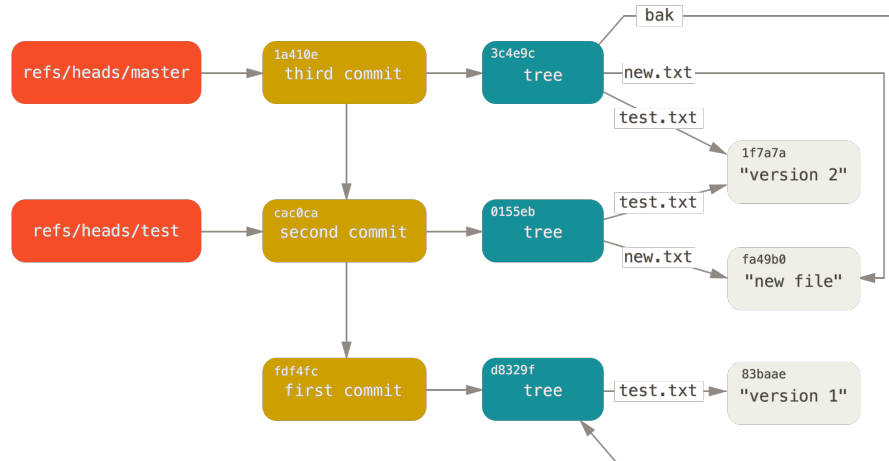 bak
1a410e
3c4e9c
refs/heads/master
third commit
tree
new.txt
test.txt
1f7a7a
"version 2"
cac0ca
0155eb
test.txt
refs/heads/test
second commit
tree
new.txt
fa49b0
"new file"
fdf4fc
d8329f
83baae
first commit
tree
test.txt
"version 1"